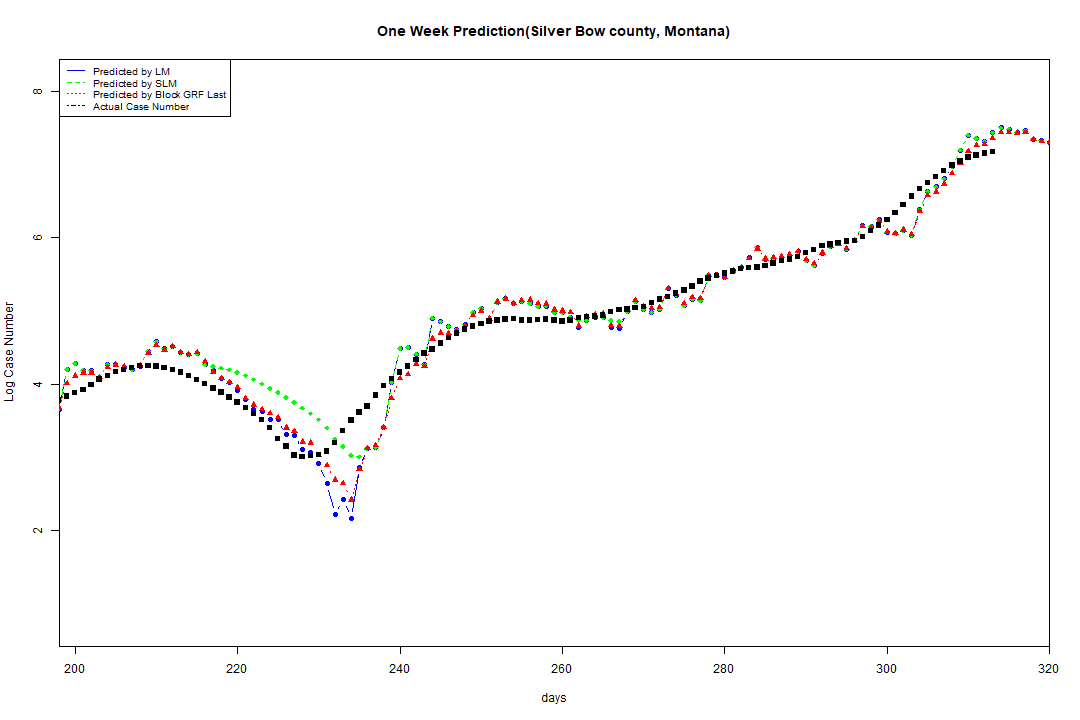 One Week Prediction(Silver Bow county, Montana)
Predicted by LM
Predicted by SLM
Predicted by Block GRF Last
Actual Case Number
8
6
4
2
Log Case Number
200 220 240 260 280 300 320
days